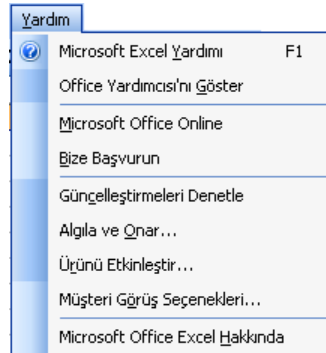 Yardım
Microsoft Excel Yardımı F1
Office Yardımcısı'nı Göster
Microsoft Office Online
Bize Başvurun
Güncelleştirmeleri Denetle
Algıla ve Onar...
Ürünü Etkinleştir...
Müşteri Görüş Seçenekleri...
Microsoft Office Excel Hakkında